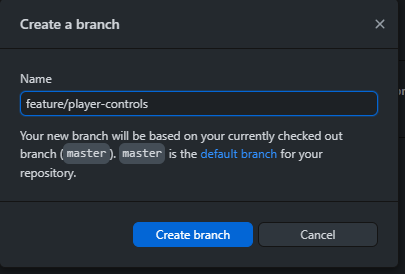 Create a branch
Name
feature/player-controls
Your new branch will be based on your currently checked out
branch (master). master is the default branch for your
repository.
Create branch
Cancel